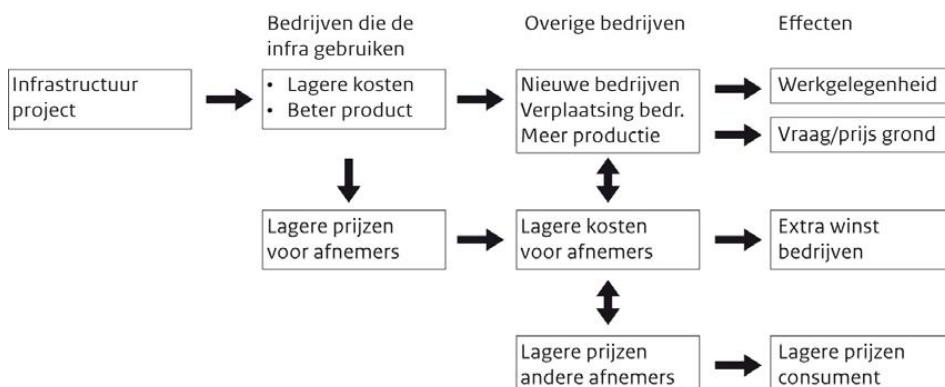 Bedrijven die de
infra gebruiken
Overige bedrijven
Effecten
Infrastructuur
project
• Lagere kosten
• Beter product
Nieuwe bedrijven
Verplaatsing bedr.
Meer productie
Werkgelegenheid
Vraag/prijs grond
Lagere prijzen
voor afnemers
Lagere kosten
voor afnemers
Extra winst
bedrijven
Lagere prijzen
andere afnemers
Lagere prijzen
consument